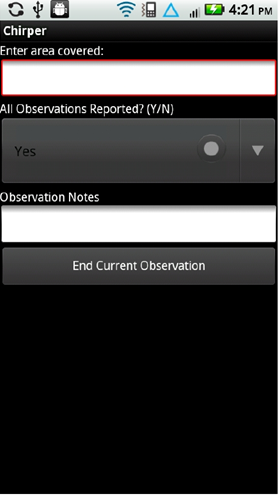 4:21 PM
Chirper
Enter area covered:
All Observations Reported? (Y/N)
Yes
Observation Notes
End Current Observation